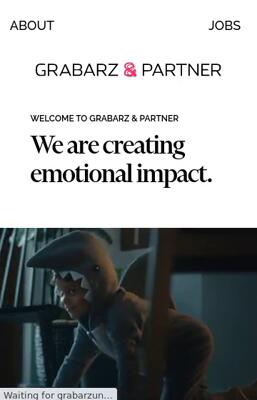 ABOUT
JOBS
GRABARZ & PARTNER
WELCOME TO GRABARZ & PARTNER
We are creating
emotional impact.
Waiting for grabarzun...